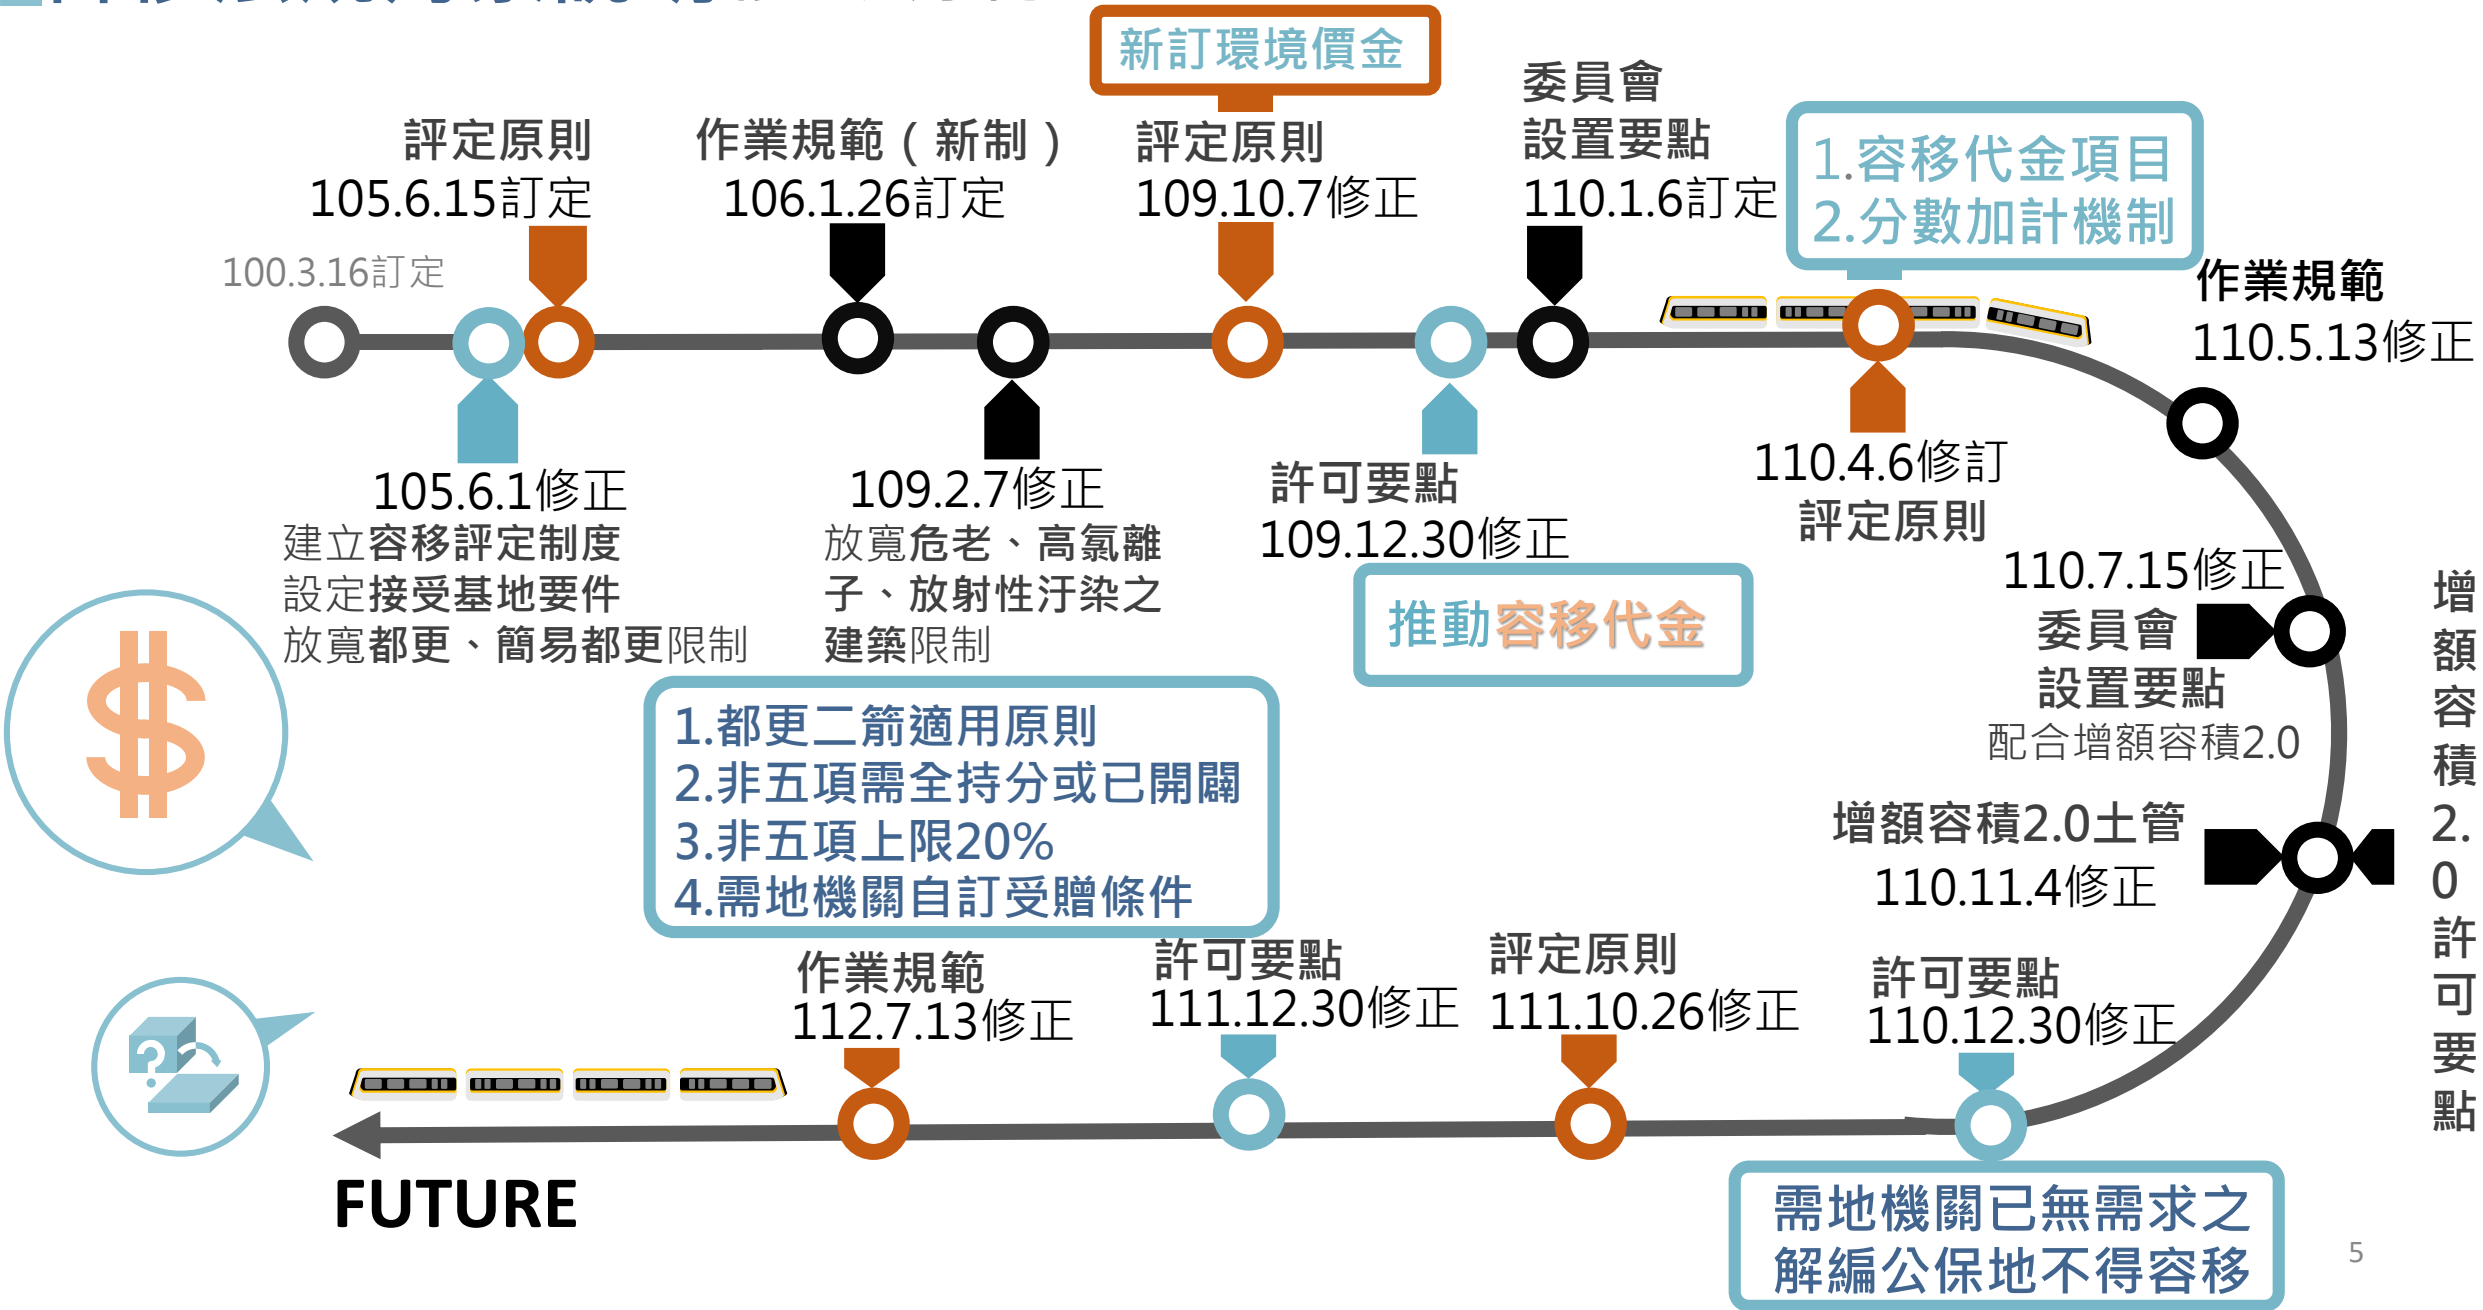 新訂環境價金
評定原則
105.6.15訂定
作業規範（新制）
106.1.26訂定
評定原則
109.10.7修正
委員會
設置要點
110.1.6訂定
1.容移代金項目
2.分數加計機制
100.3.16訂定
作業規範
110.5.13修正
105.6.1修正
建立容移評定制度
設定接受基地要件
放寬都更、簡易都更限制
109.2.7修正
放寬危老、高氯離
子、放射性汙染之
建築限制
許可要點
109.12.30修正
推動容移代金
110.4.6修訂
評定原則
110.7.15修正
委員會
設置要點
配合增額容積2.0
增額容積2.0土管
110.11.4修正
增
額
容
積
2.
0
許
可
要
點
1.都更二箭適用原則
2.非五項需全持分或已開闢
3.非五項上限20%
4.需地機關自訂受贈條件
作業規範
112.7.13修正
許可要點
111.12.30修正
評定原則
111.10.26修正
許可要點
110.12.30修正
FUTURE
需地機關已無需求之
解編公保地不得容移
5